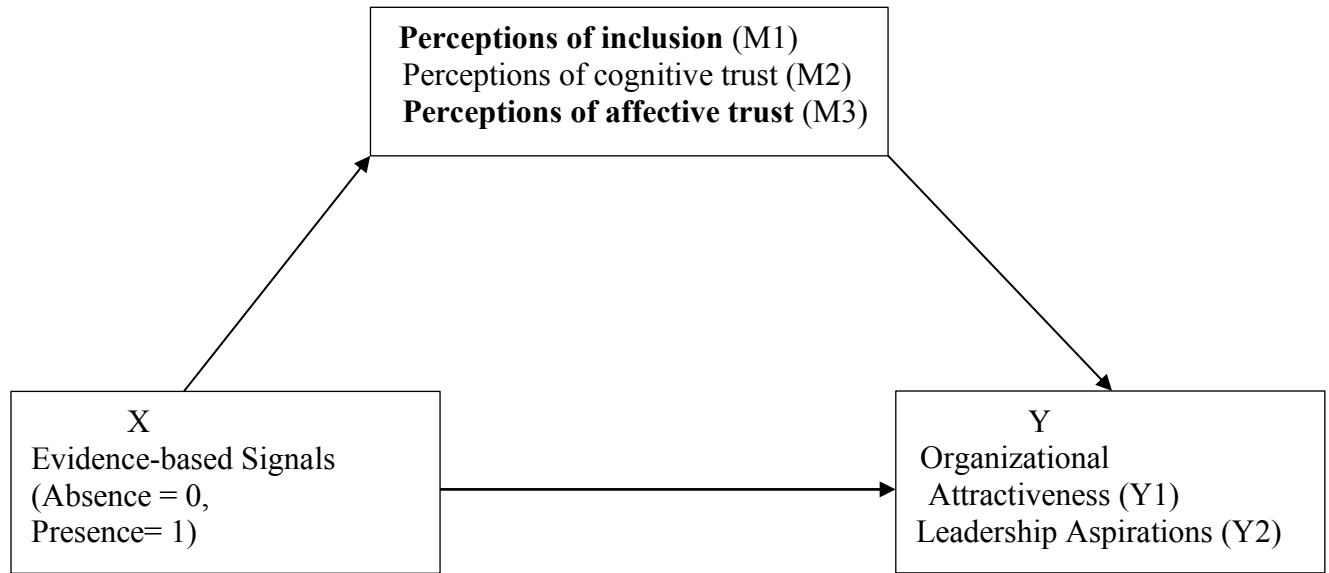 Perceptions of inclusion (M1)
Perceptions of cognitive trust (M2)
Perceptions of affective trust (M3)
X
Evidence-based Signals
(Absence = 0,
Presence= 1)
Y
Organizational
Attractiveness (Y1)
Leadership Aspirations (Y2)